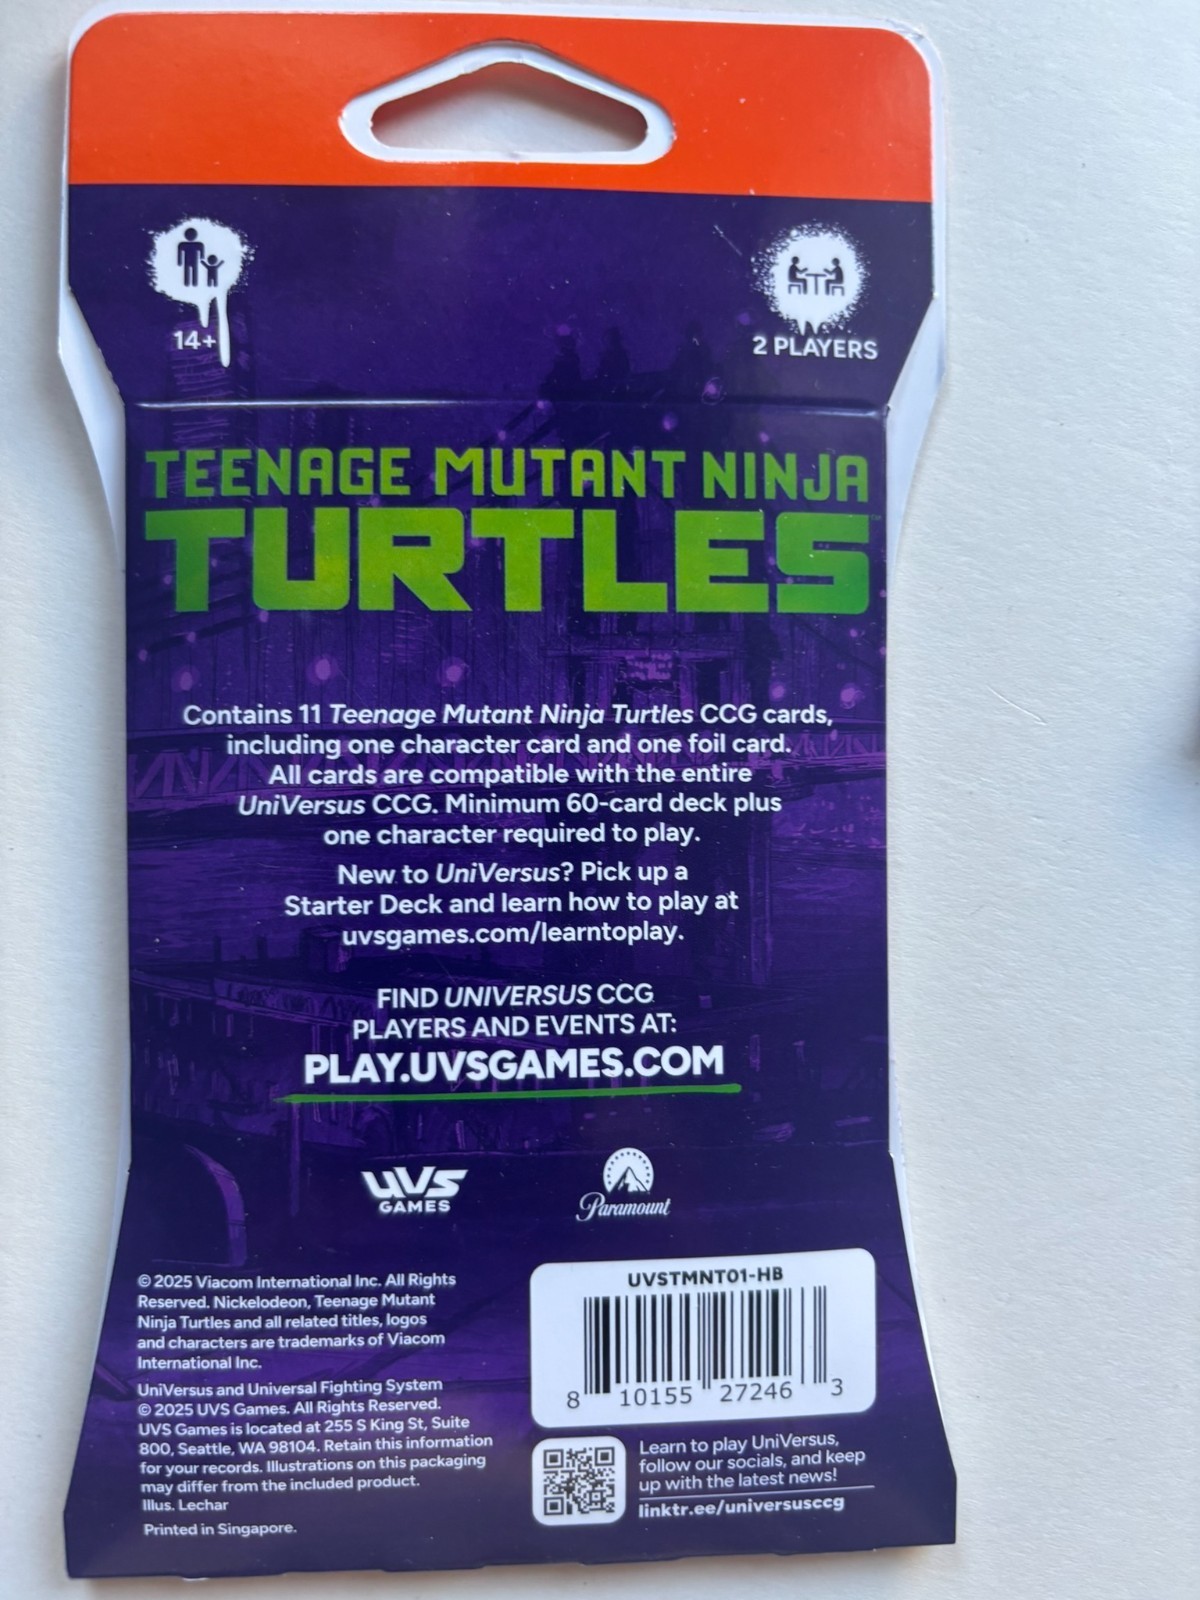 14+
2 PLAYERS
TEENAGE MUTANT NINJA
TURTLES™
Contains 11 Teenage Mutant Ninja Turtles CCG cards,
including one character card and one foil card.
All cards are compatible with the entire
UniVersus CCG. Minimum 60-card deck plus
one character required to play.
New to UniVersus? Pick up a
Starter Deck and learn how to play at
uvsgames.com/learntoplay.
FIND UNIVERSUS CCG
PLAYERS AND EVENTS AT:
PLAY.UVSGAMES.COM
UVS
GAMES
Paramount
© 2025 Viacom International Inc. All Rights
Reserved. Nickelodeon, Teenage Mutant
Ninja Turtles and all related titles, logos
and characters are trademarks of Viacom
International Inc.
UniVersus and Universal Fighting System
© 2025 UVS Games. All Rights Reserved.
UVS Games is located at 255 S King St, Suite
800, Seattle, WA 98104. Retain this information
for your records. Illustrations on this packaging
may differ from the included product.
Illus. Lechar
Printed in Singapore.
UVSTMNT01-HB
8 10155 27246 3
Learn to play UniVersus,
follow our socials, and keep
up with the latest news!
linktr.ee/universusccg